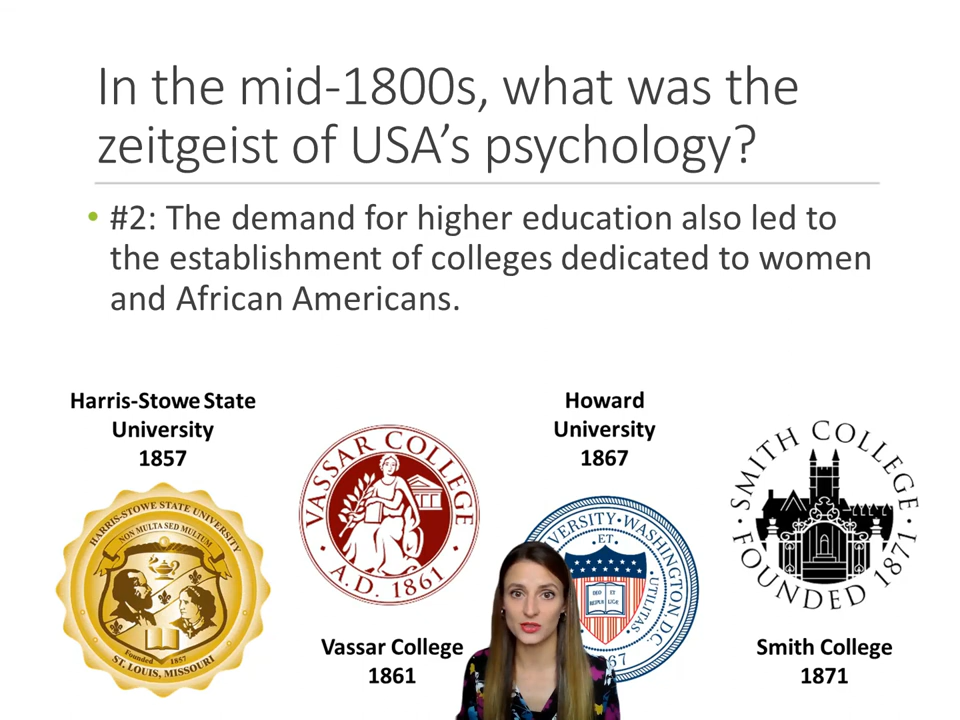 In the mid-1800s, what was the
zeitgeist of USA’s psychology?
• #2: The demand for higher education also led to
the establishment of colleges dedicated to women
and African Americans.
Harris-Stowe State
University
1857
HARRIS-STOWE STATE UNIVERSITY
NON MULTA SED MULTUM
Founded 1857
ST. LOUIS, MISSOURI
VASSAR COLLEGE
A.D. 1861
Vassar College
1861
Howard
University
1867
VERSITY • WASHINGTON, D.C.
ET
UTILITAS
67
SMITH COLLEGE
FOUNDED 1871
Smith College
1871